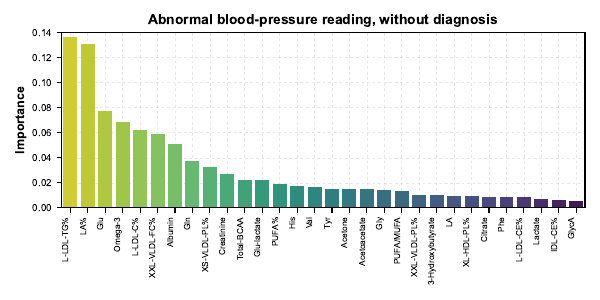 Abnormal blood-pressure reading, without diagnosis
Importance
0.14
0.12
0.10
0.08
0.06
0.04
0.02
0.00
L-LDL-TG%
LA%
Glu
Omega-3
L-LDL-C%
XXL-VLDL-FC%
Albumin
Gln
XS-VLDL-PL%
Creatinine
Total-BCAA
Glu-lactate
PUFA%
His
Val
Tyr
Acetone
Acetoacetate
Gly
PUFA/MUFA
XXL-VLDL-PL%
3-Hydroxybutyrate
LA
XL-HDL-PL%
Citrate
Phe
L-LDL-CE%
Lactate
IDL-CE%
GlycA